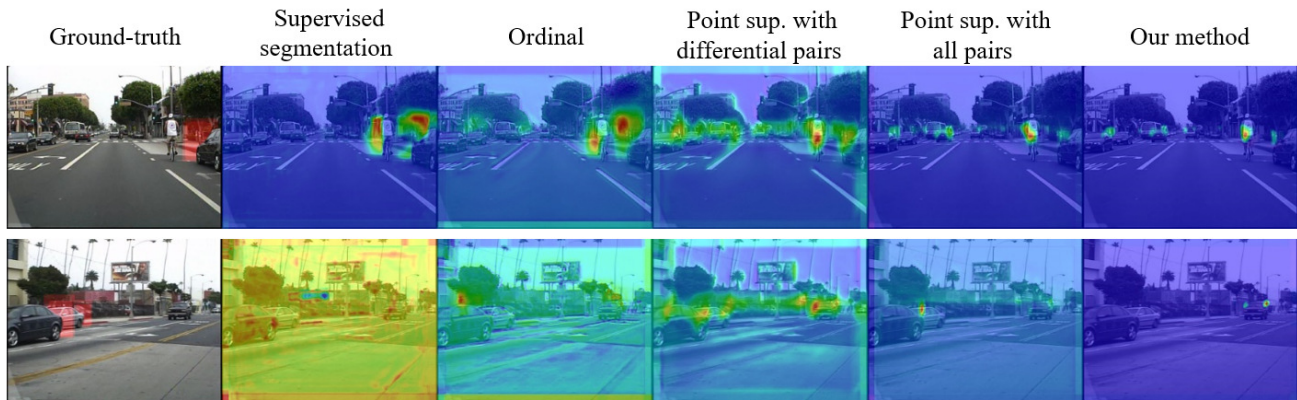 Ground-truth
Supervised
segmentation
Ordinal
Point sup. with
differential pairs
Point sup. with
all pairs
Our method